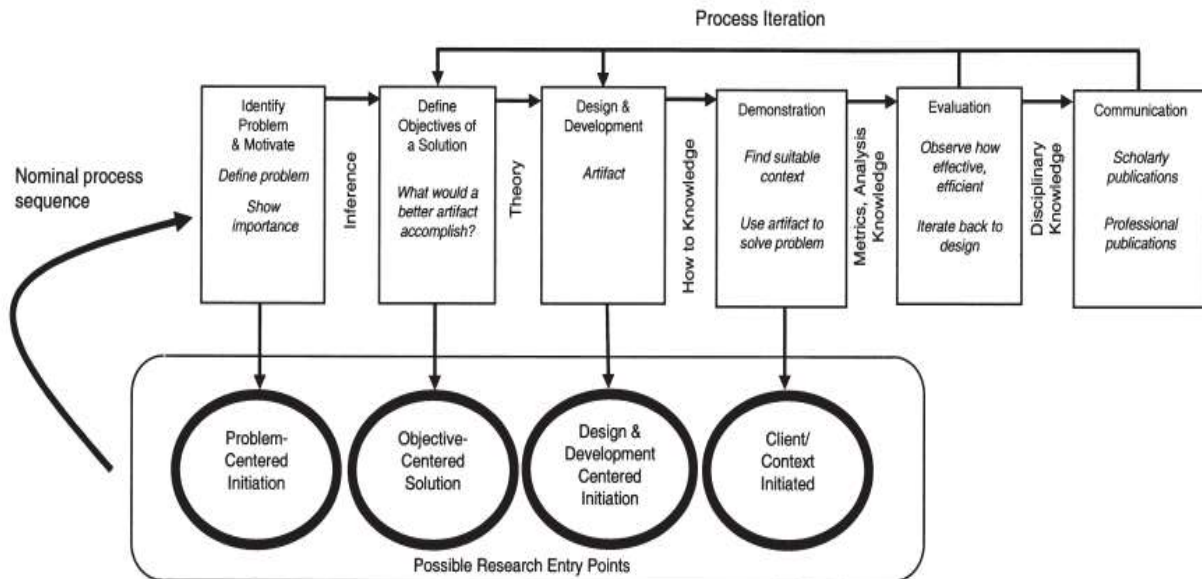 Process Iteration
Nominal process
sequence
Identify
Problem
& Motivate
Define problem
Show
importance
Inference
Define
Objectives of
a Solution
What would a
better artifact
accomplish?
Theory
Design &
Development
Artifact
How to Knowledge
Demonstration
Find suitable
context
Use artifact to
solve problem
Metrics, Analysis
Knowledge
Evaluation
Observe how
effective,
efficient
Iterate back to
design
Disciplinary
Knowledge
Communication
Scholarly
publications
Professional
publications
Problem-
Centered
Initiation
Objective-
Centered
Solution
Design &
Development
Centered
Initiation
Client/
Context
Initiated
Possible Research Entry Points